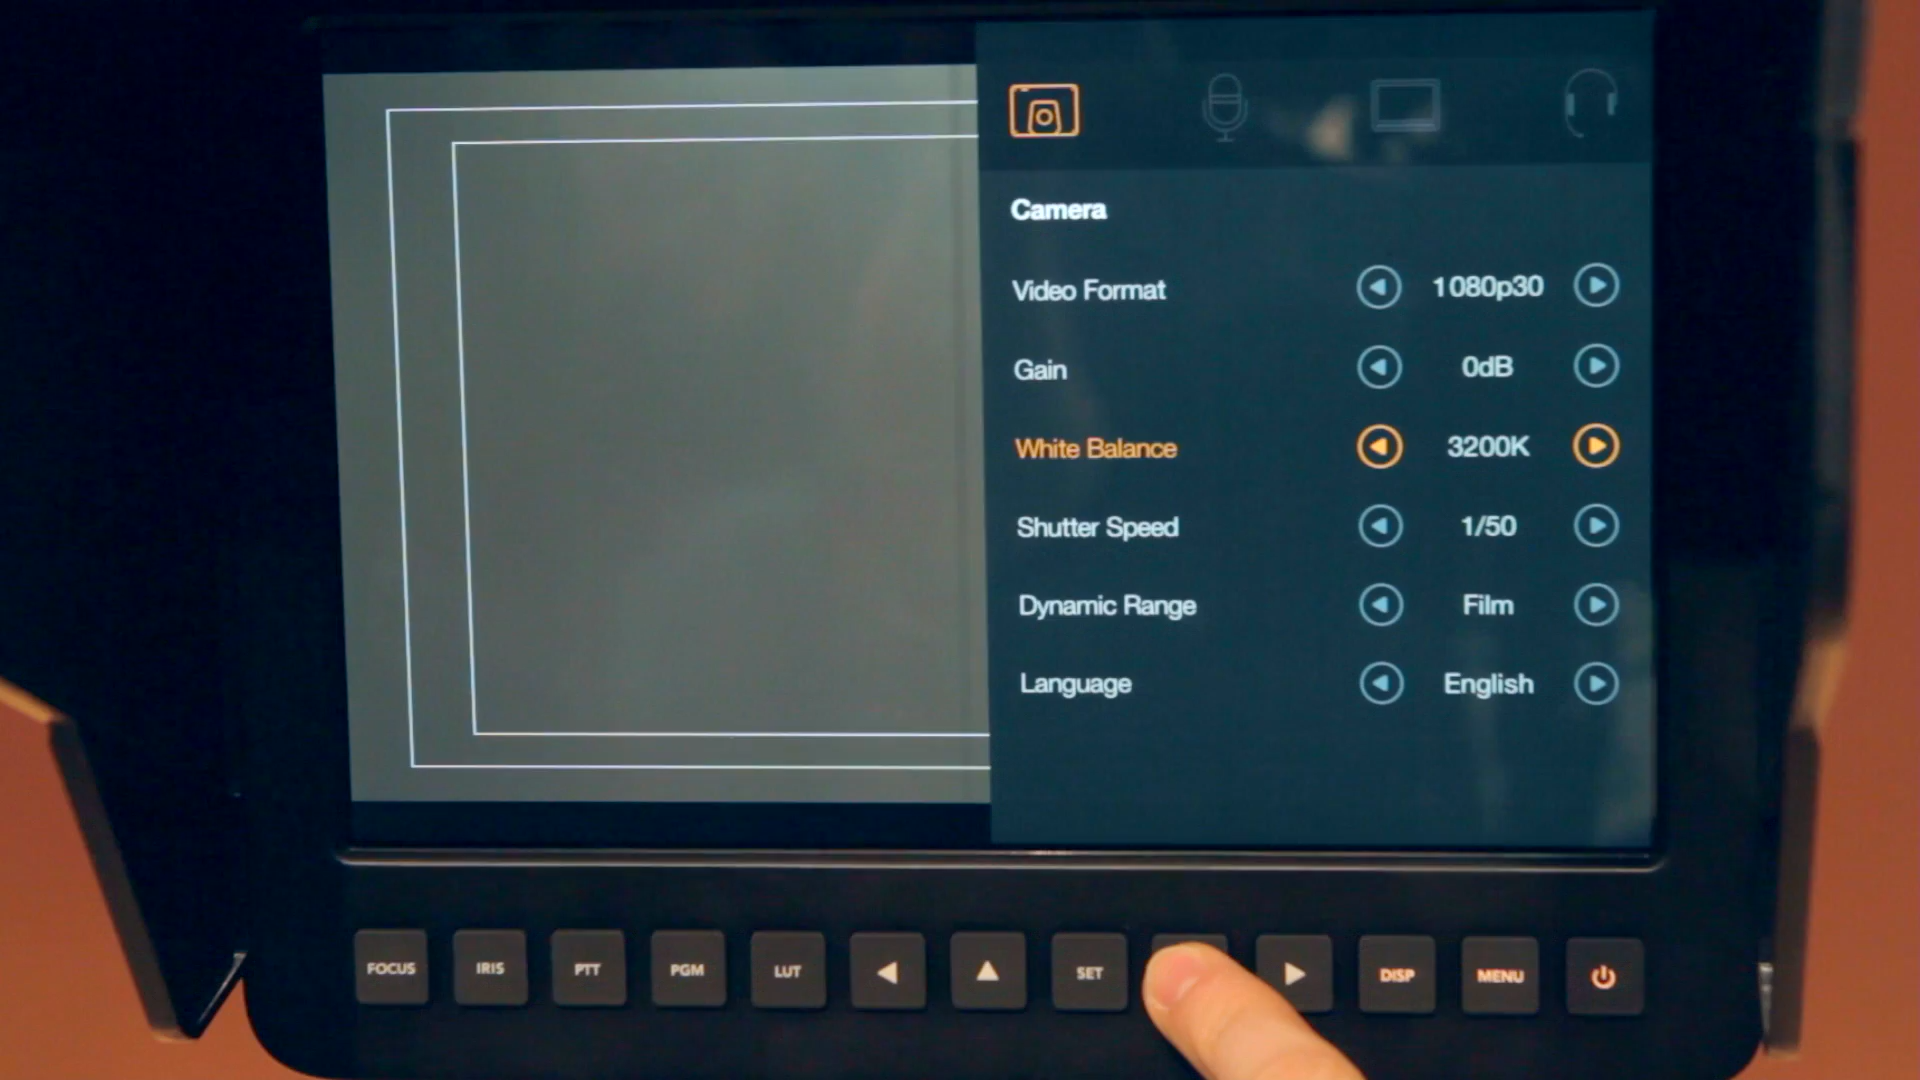 Camera
Video Format 1080p30
Gain 0dB
White Balance 3200K
Shutter Speed 1/50
Dynamic Range Film
Language English
FOCUS IRIS PTT PGM LUT SET DISP MENU